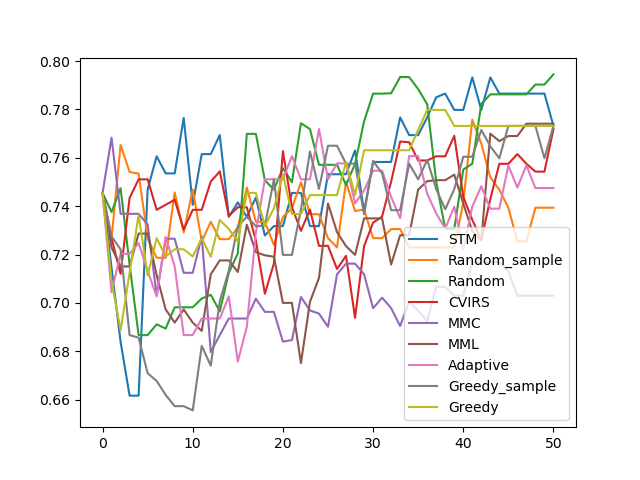 0.80
0.78
0.76
0.74
0.72
0.70
0.68
0.66
0 10 20 30 40 50
STM
Random_sample
Random
CVIRS
MMC
MML
Adaptive
Greedy_sample
Greedy